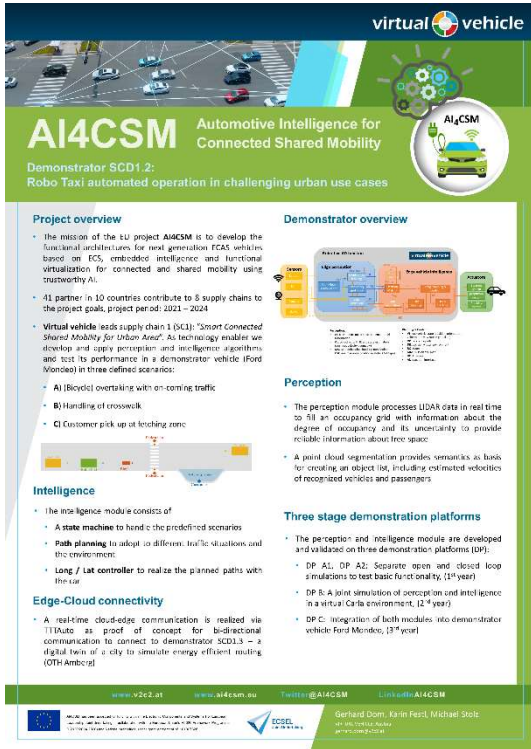 virtual vehicle
AI4CSM
Automotive Intelligence for
Connected Shared Mobility
AI4CSM
Demonstrator SCD1.2:
Robo Taxi automated operation in challenging urban use cases
Project overview
• The mission of the EU project AI4CSM is to develop the
functional architectures for next generation ECAS vehicles
based on ECS, embedded intelligence and functional
virtualization for connected and shared mobility using
trustworthy AI.
• 41 partner in 10 countries contribute to 8 supply chains to
the project goals, project period: 2021 – 2024
• Virtual vehicle leads supply chain 1 (SC1): "Smart Connected
Shared Mobility for Urban Area". As technology enabler we
develop and apply perception and intelligence algorithms
and test its performance in a demonstrator vehicle (Ford
Mondeo) in three defined scenarios:
• A) (Bicycle) overtaking with on-coming traffic
• B) Handling of crosswalk
• C) Customer pick up at fetching zone
Intelligence
• The intelligence module consists of
• A state machine to handle the predefined scenarios
• Path planning to adopt to different traffic situations and
the environment
• Long / Lat controller to realize the planned paths with
the car
Edge-Cloud connectivity
• A real-time cloud-edge communication is realized via
TTTAuto as proof of concept for bi-directional
communication to connect to demonstrator SCD1.3 – a
digital twin of a city to simulate energy efficient routing
(OTH Amberg)
Demonstrator overview
Sensors
Actuators
Perception
• The perception module processes LIDAR data in real time
to fill an occupancy grid with information about the
degree of occupancy and its uncertainty to provide
reliable information about free space
• A point cloud segmentation provides semantics as basis
for creating an object list, including estimated velocities
of recognized vehicles and passengers
Three stage demonstration platforms
• The perception and intelligence module are developed
and validated on three demonstration platforms (DP):
• DP A1, DP A2: Separate open and closed loop
simulations to test basic functionality, (1st year)
• DP B: A joint simulation of perception and intelligence
in a virtual Carla environment, (2nd year)
• DP C: Integration of both modules into demonstrator
vehicle Ford Mondeo, (3rd year)
www.v2c2.at www.ai4csm.eu Twitter@AI4CSM LinkedIn AI4CSM
ECSEL
Gerhard Dorn, Karin Festl, Michael Stolz